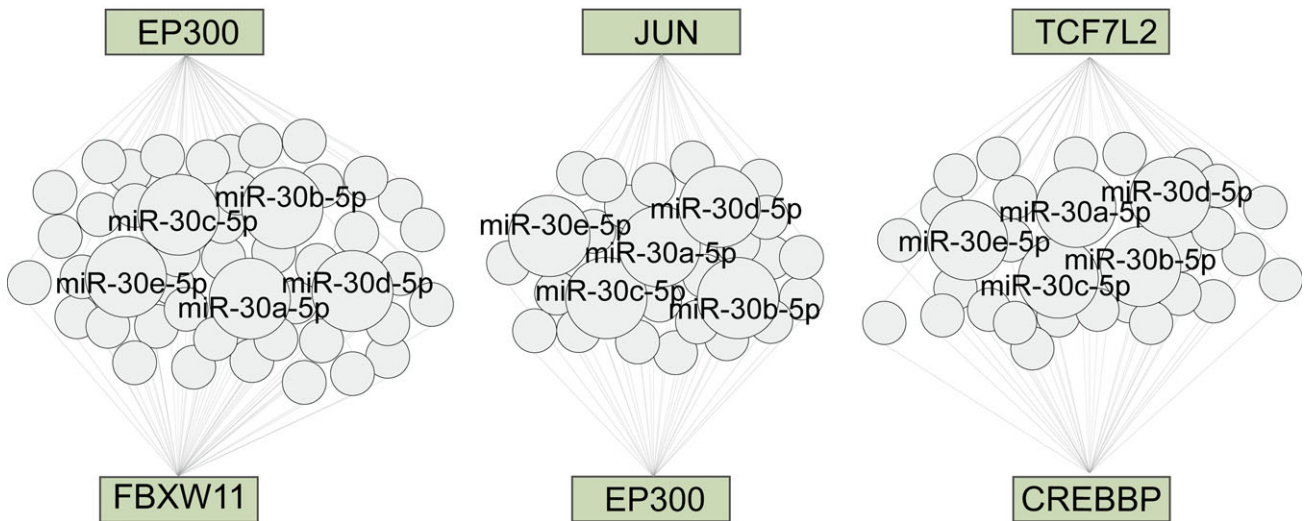 EP300
JUN
TCF7L2
miR-30b-5p
miR-30c-5p
miR-30e-5p
miR-30d-5p
miR-30a-5p
miR-30d-5p
miR-30e-5p
miR-30a-5p
miR-30c-5p
miR-30b-5p
miR-30d-5p
miR-30a-5p
miR-30e-5p
miR-30b-5p
miR-30c-5p
FBXW11
EP300
CREBBP